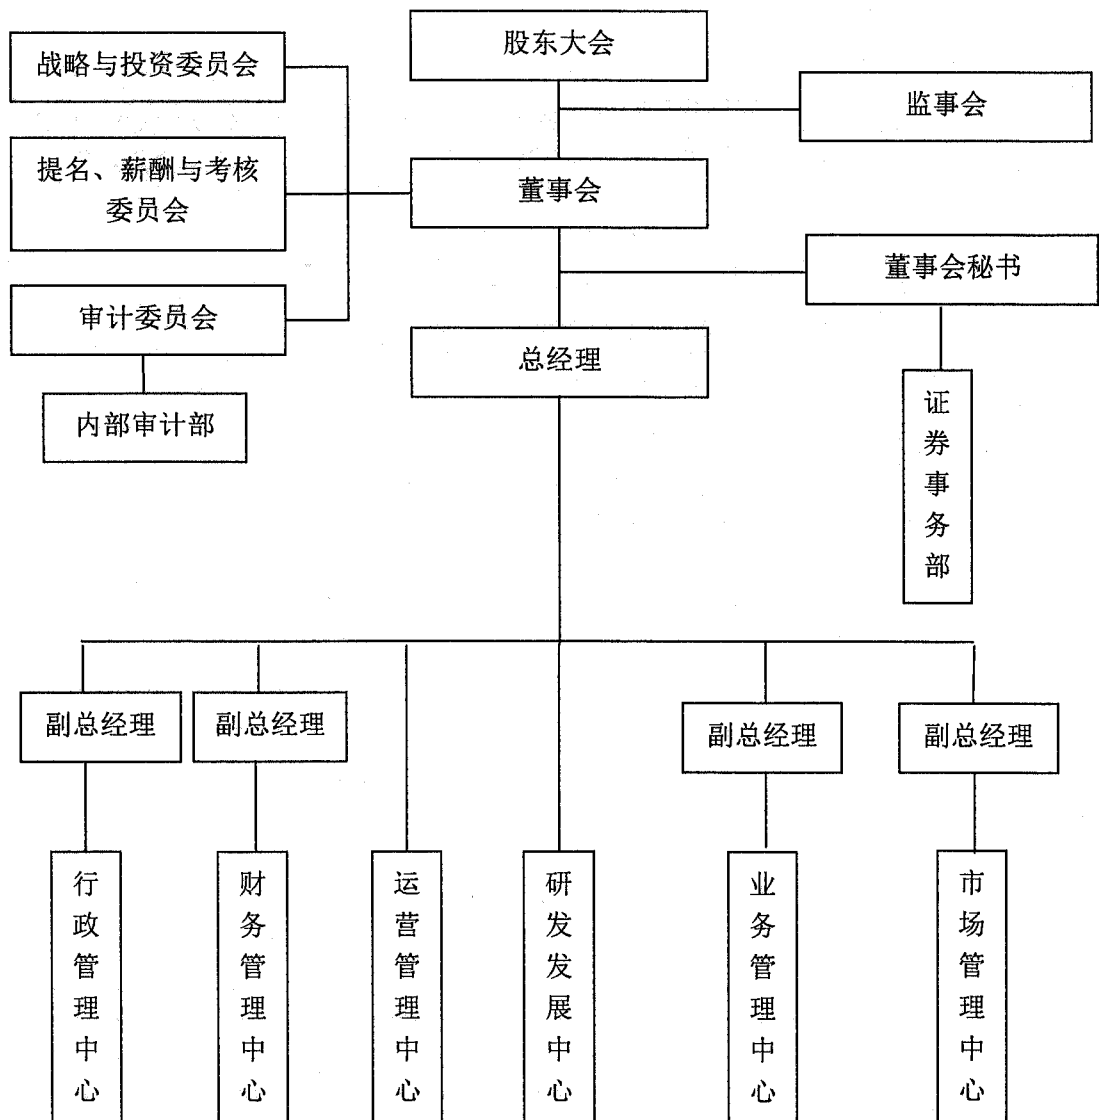 股东大会
战略与投资委员会
监事会
提名、薪酬与考核
委员会
董事会
董事会秘书
审计委员会
总经理
内部审计部
证券事务部
副总经理
副总经理
副总经理
副总经理
行政管理中心
财务管理中心
运营管理中心
研发发展中心
业务管理中心
市场管理中心